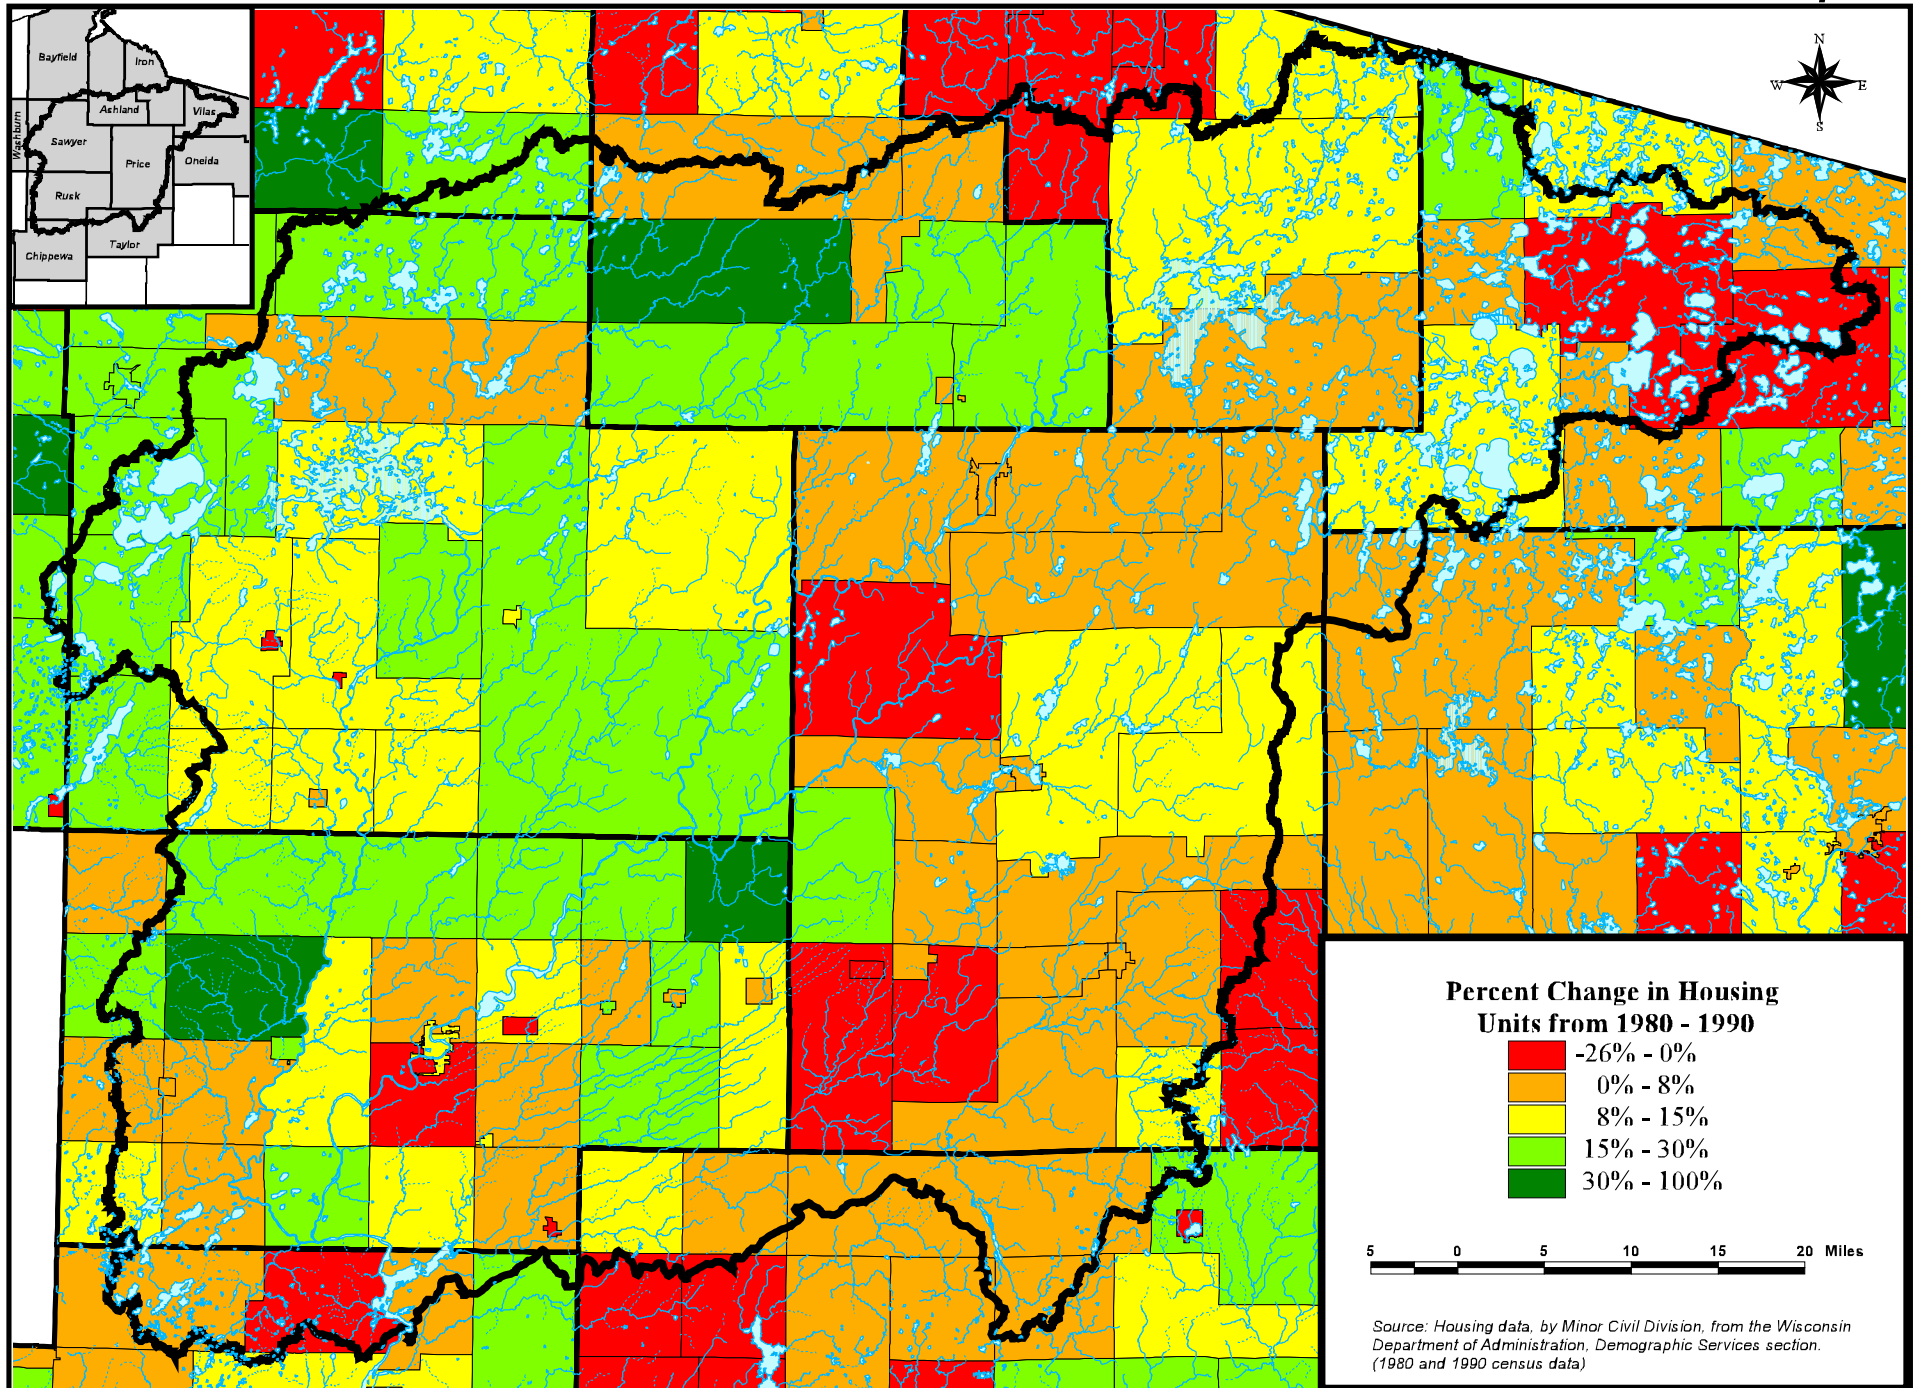 Bayfield
Iron
Ashland
Vilas
Washburn
Sawyer
Price
Oneida
Rusk
Taylor
Chippewa
N
W E
S
Percent Change in Housing
Units from 1980 - 1990
-26% - 0%
0% - 8%
8% - 15%
15% - 30%
30% - 100%
5 0 5 10 15 20 Miles
Source: Housing data, by Minor Civil Division, from the Wisconsin
Department of Administration, Demographic Services section.
(1980 and 1990 census data)